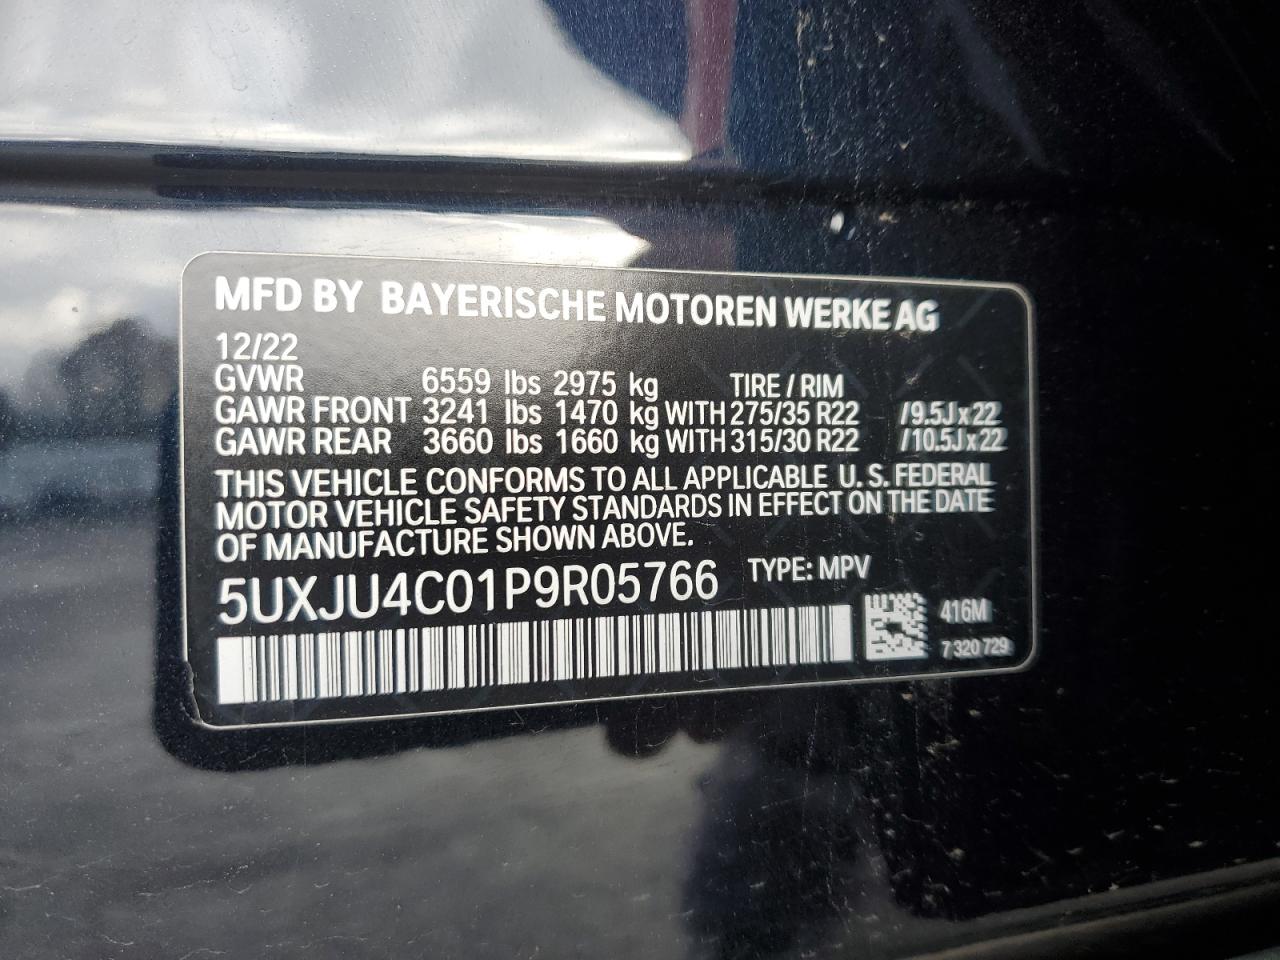 MFD BY BAYERISCHE MOTOREN WERKE AG
12/22
GVWR 6559 lbs 2975 kg TIRE / RIM
GAWR FRONT 3241 lbs 1470 kg WITH 275/35 R22 /9.5J x 22
GAWR REAR 3660 lbs 1660 kg WITH 315/30 R22 /10.5J x 22
THIS VEHICLE CONFORMS TO ALL APPLICABLE U. S. FEDERAL
MOTOR VEHICLE SAFETY STANDARDS IN EFFECT ON THE DATE
OF MANUFACTURE SHOWN ABOVE.
5UXJU4C01P9R05766 TYPE: MPV
416M
7 320 729